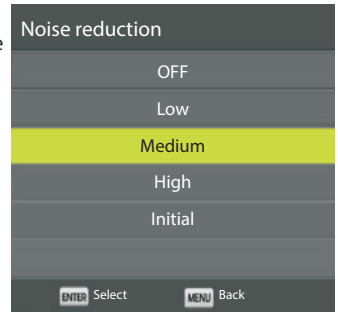 e
Noise reduction
OFF
Low
Medium
High
Initial
ENTER Select MENU Back